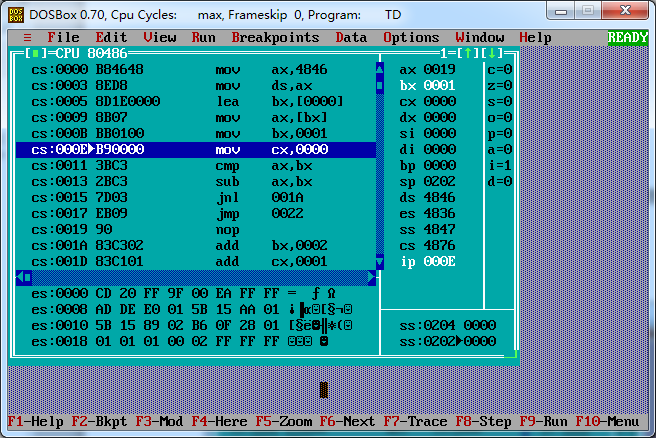 DOSBox 0.70, Cpu Cycles: max, Frameskip 0, Program: TD
≡ File Edit View Run Breakpoints Data Options Window Help READY
[■]=CPU 80486 1=[↑][↓]
cs:0000 B84648 mov ax,4846 ax 0019 c=0
cs:0003 8ED8 mov ds,ax bx 0001 z=0
cs:0005 8D1E0000 lea bx,[0000] cx 0000 s=0
cs:0009 8B07 mov ax,[bx] dx 0000 o=0
cs:000B BB0100 mov bx,0001 si 0000 p=0
cs:000E►B90000 mov cx,0000 di 0000 a=0
cs:0011 3BC3 cmp ax,bx bp 0000 i=1
cs:0013 2BC3 sub ax,bx sp 0202 d=0
cs:0015 7D03 jnl 001A ds 4846
cs:0017 EB09 jmp 0022 es 4836
cs:0019 90 nop ss 4847
cs:001A 83C302 add bx,0002 cs 4876
cs:001D 83C101 add cx,0001 ip 000E
es:0000 CD 20 FF 9F 00 EA FF FF = ƒ Ω
es:0008 AD DE E0 01 5B 15 AA 01 ¡▐α☺[§¬☺
es:0010 5B 15 89 02 B6 0F 28 01 [§ë☻╢☼(☺ ss:0204 0000
es:0018 01 01 01 00 02 FF FF FF ☺☺☺ ☻ ss:0202►0000
F1-Help F2-Bkpt F3-Mod F4-Here F5-Zoom F6-Next F7-Trace F8-Step F9-Run F10-Menu